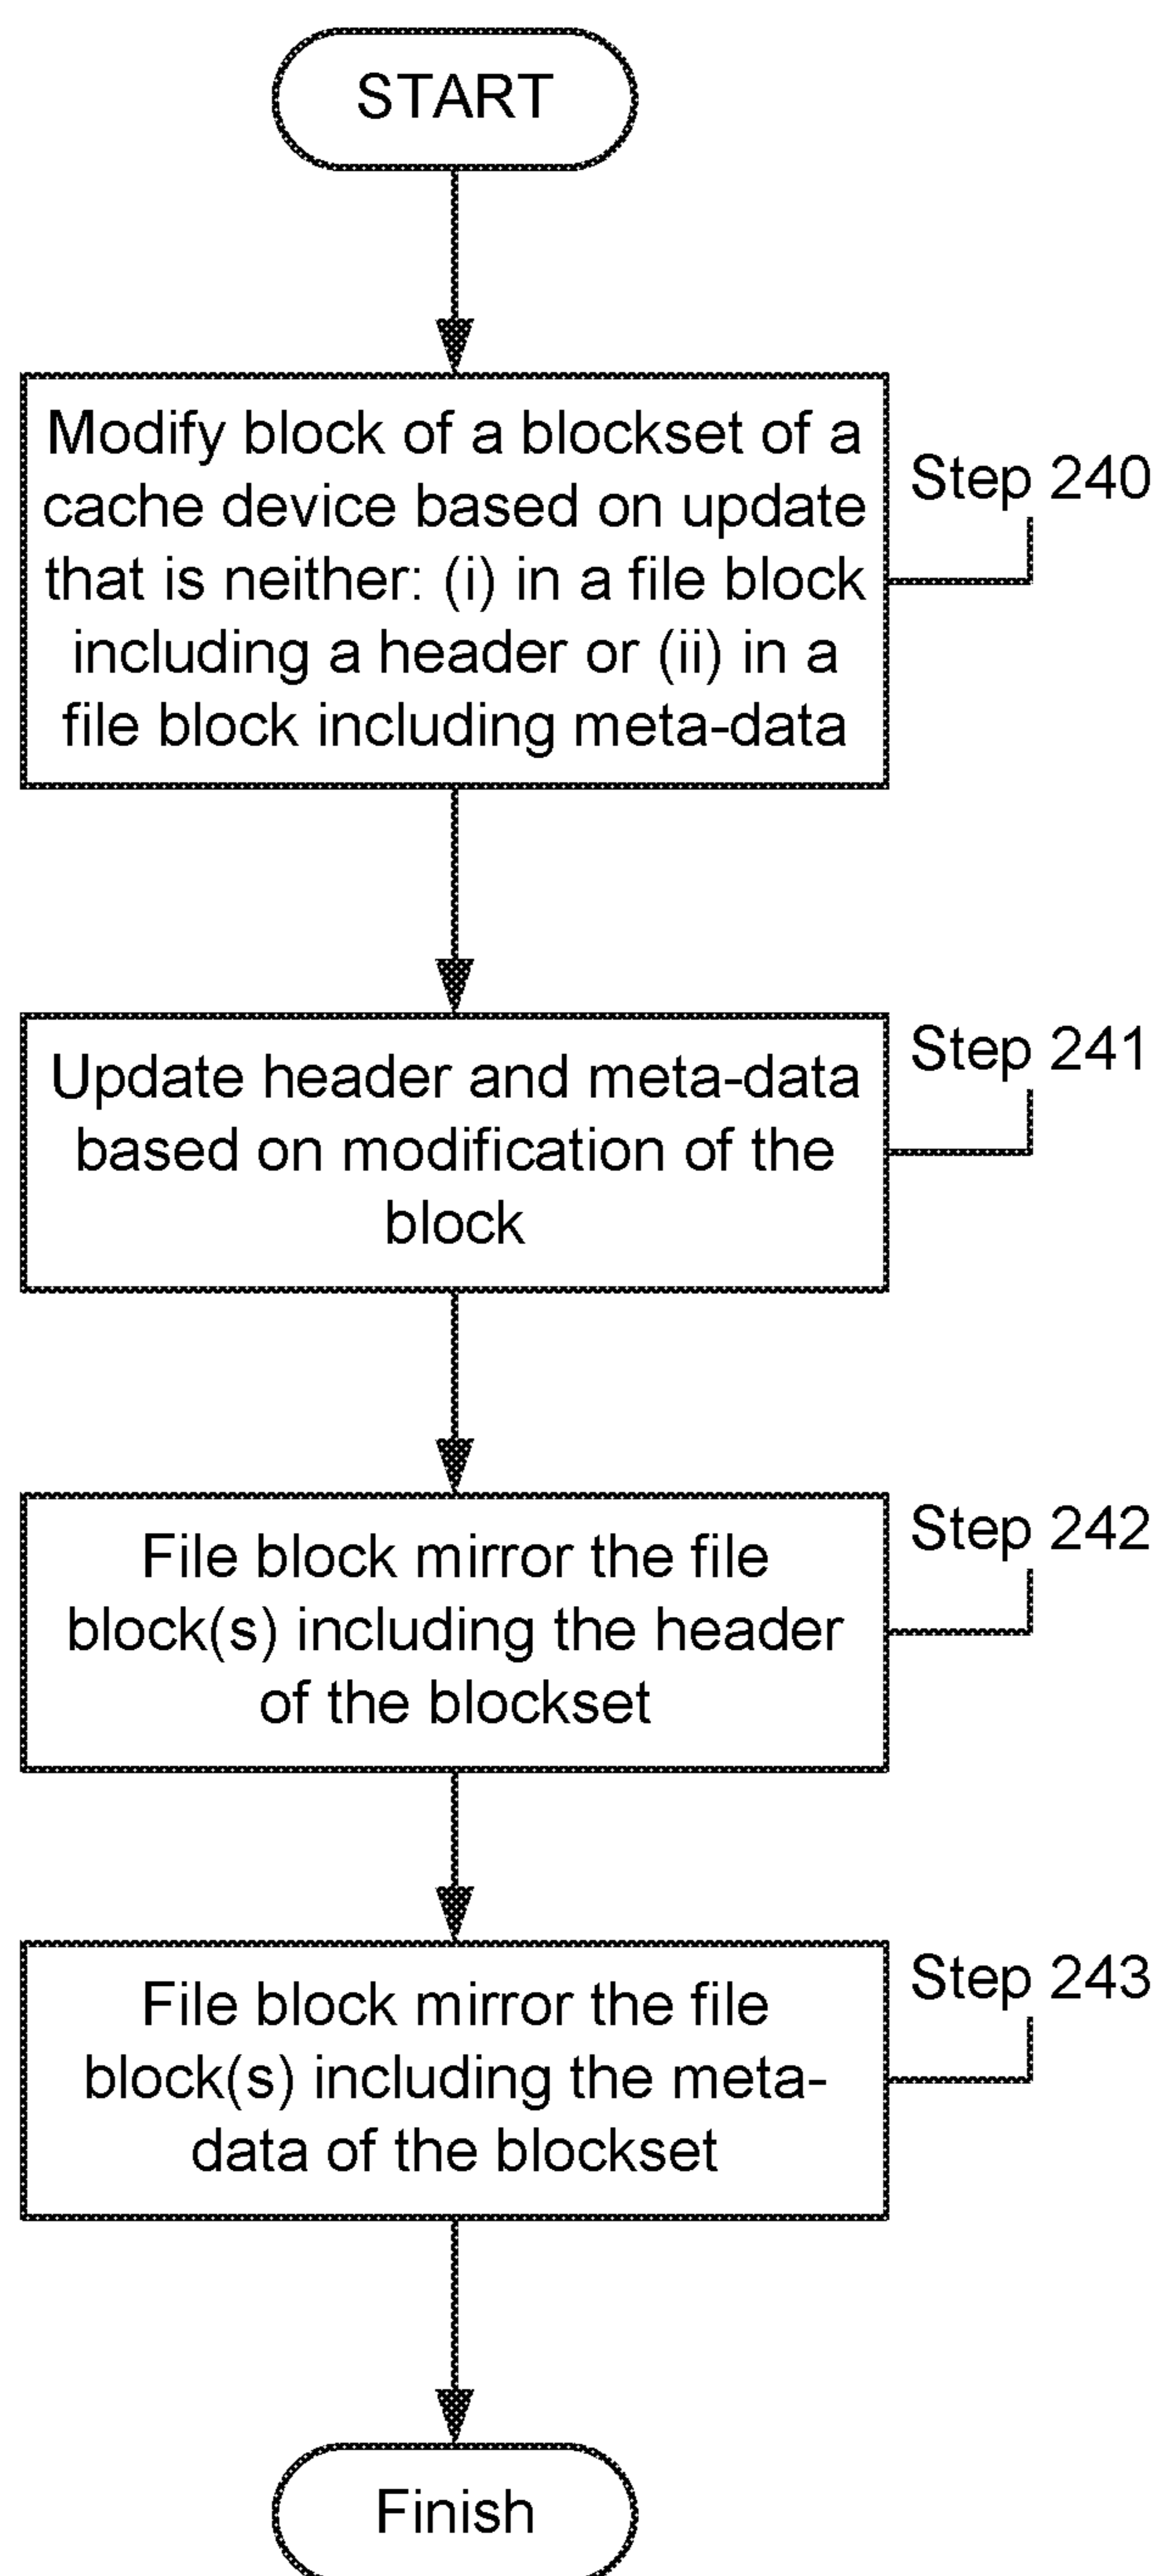 START
Modify block of a blockset of a
cache device based on update
that is neither: (i) in a file block
including a header or (ii) in a
file block including meta-data
Step 240
Update header and meta-data
based on modification of the
block
Step 241
File block mirror the file
block(s) including the header
of the blockset
Step 242
File block mirror the file
block(s) including the meta-
data of the blockset
Step 243
Finish